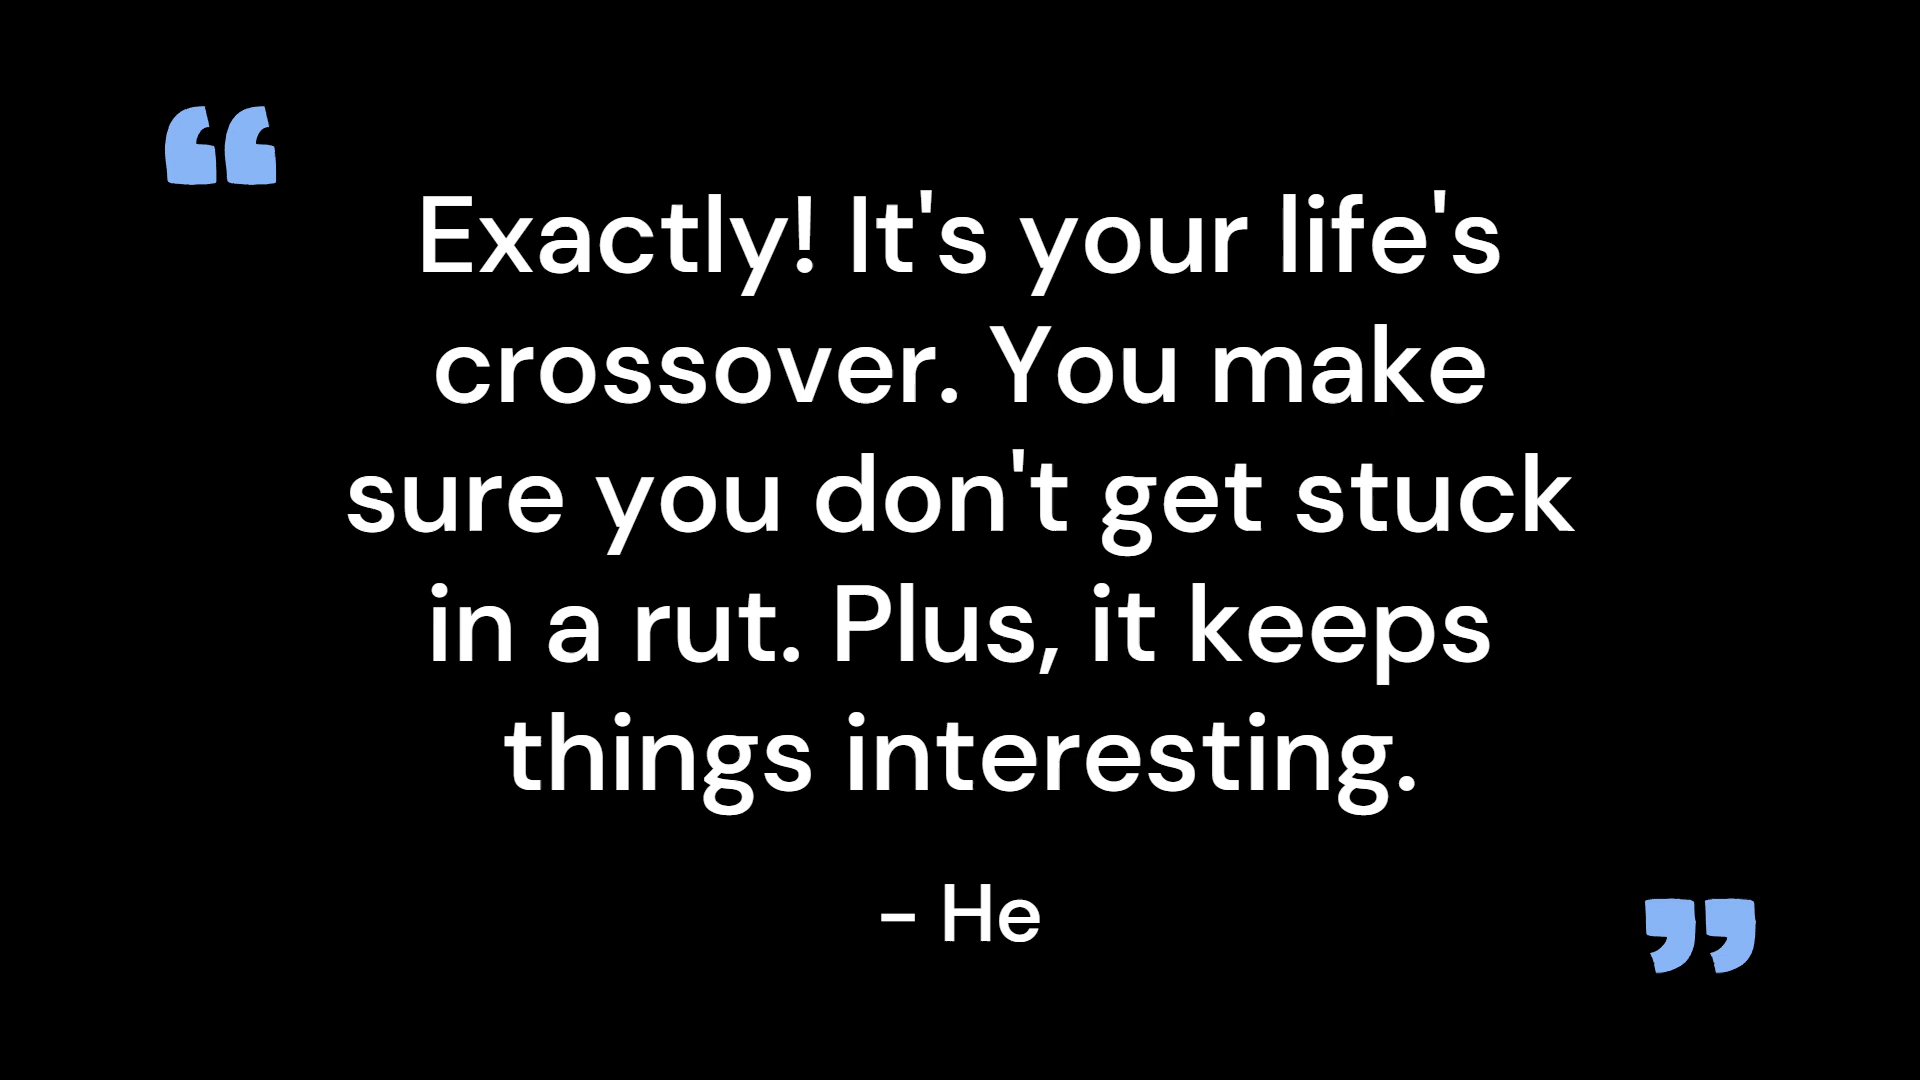 “
Exactly! It's your life's
crossover. You make
sure you don't get stuck
in a rut. Plus, it keeps
things interesting.
- He
”